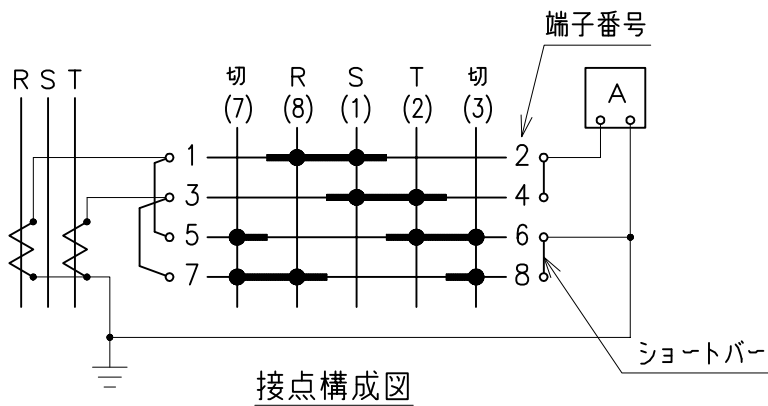 端子番号
R S T
切 R S T 切
(7) (8) (1) (2) (3)
A
1 2
3 4
5 6
7 8
ショートバー
接点構成図